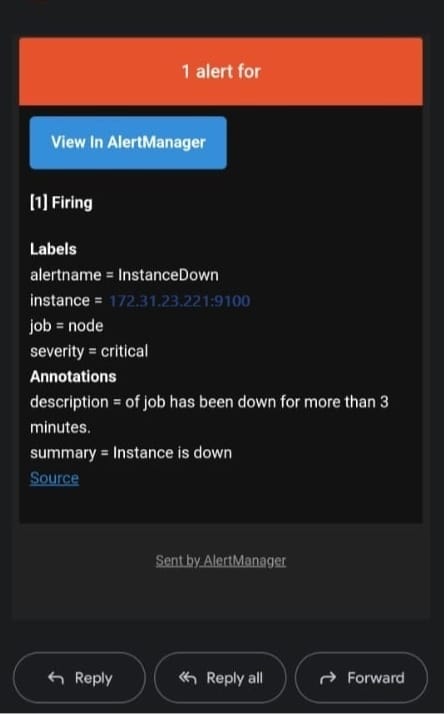 1 alert for
View In AlertManager
[1] Firing
Labels
alertname = InstanceDown
instance = 172.31.23.221:9100
job = node
severity = critical
Annotations
description = of job has been down for more than 3
minutes.
summary = Instance is down
Source
Sent by AlertManager
Reply
Reply all
Forward